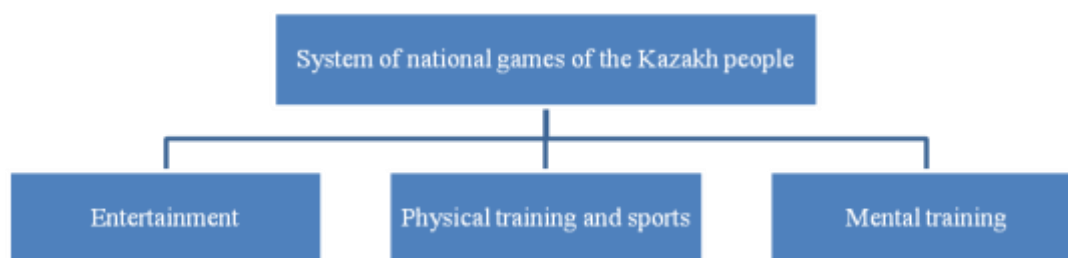 System of national games of the Kazakh people
Entertainment
Physical training and sports
Mental training